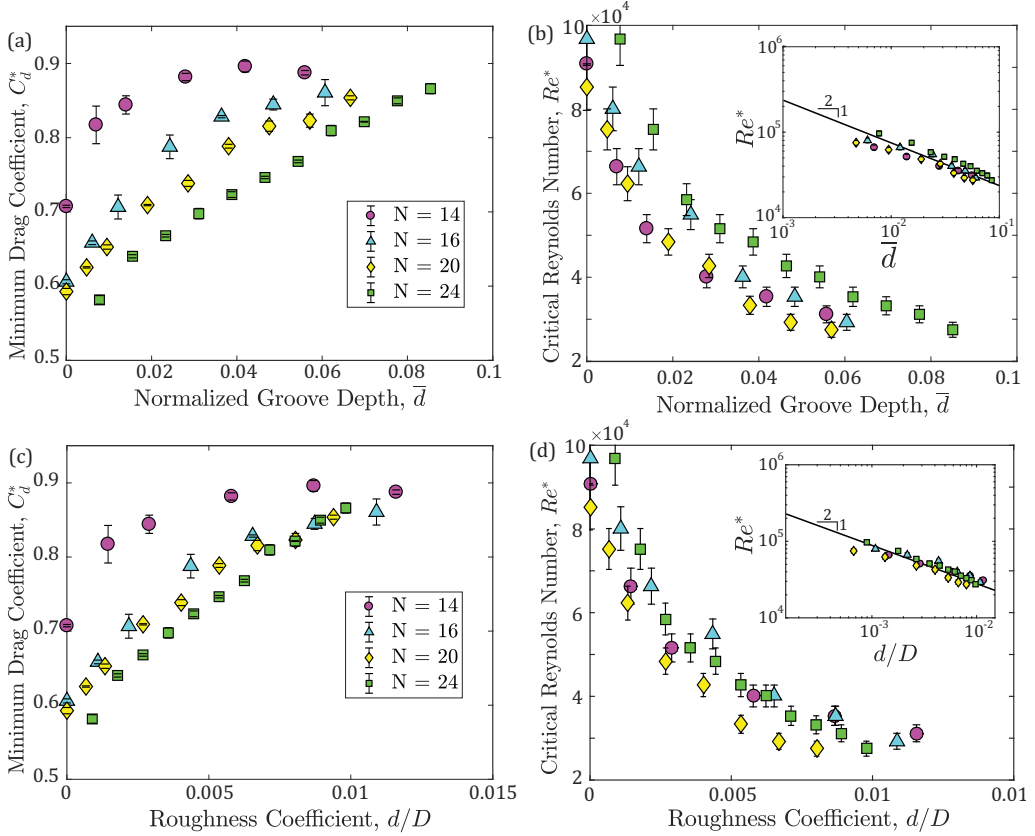 (a)
Minimum Drag Coefficient, C_d^*
0.9
0.8
0.7
0.6
0.5
0
0.02
0.04
0.06
0.08
0.1
Normalized Groove Depth, d̅
N = 14
N = 16
N = 20
N = 24
(b)
×10^4
Critical Reynolds Number, Re^*
10
8
6
4
2
0
0.02
0.04
0.06
0.08
0.1
Normalized Groove Depth, d̅
Re^*
10^6
10^5
10^4
10^-3
10^-2
10^-1
d̅
2
1
(c)
Minimum Drag Coefficient, C_d^*
0.9
0.8
0.7
0.6
0.5
0
0.005
0.01
0.015
Roughness Coefficient, d/D
N = 14
N = 16
N = 20
N = 24
(d)
×10^4
Critical Reynolds Number, Re^*
10
8
6
4
2
0
0.005
0.01
0.01
Roughness Coefficient, d/D
Re^*
10^6
10^5
10^4
10^-3
10^-2
d/D
2
1